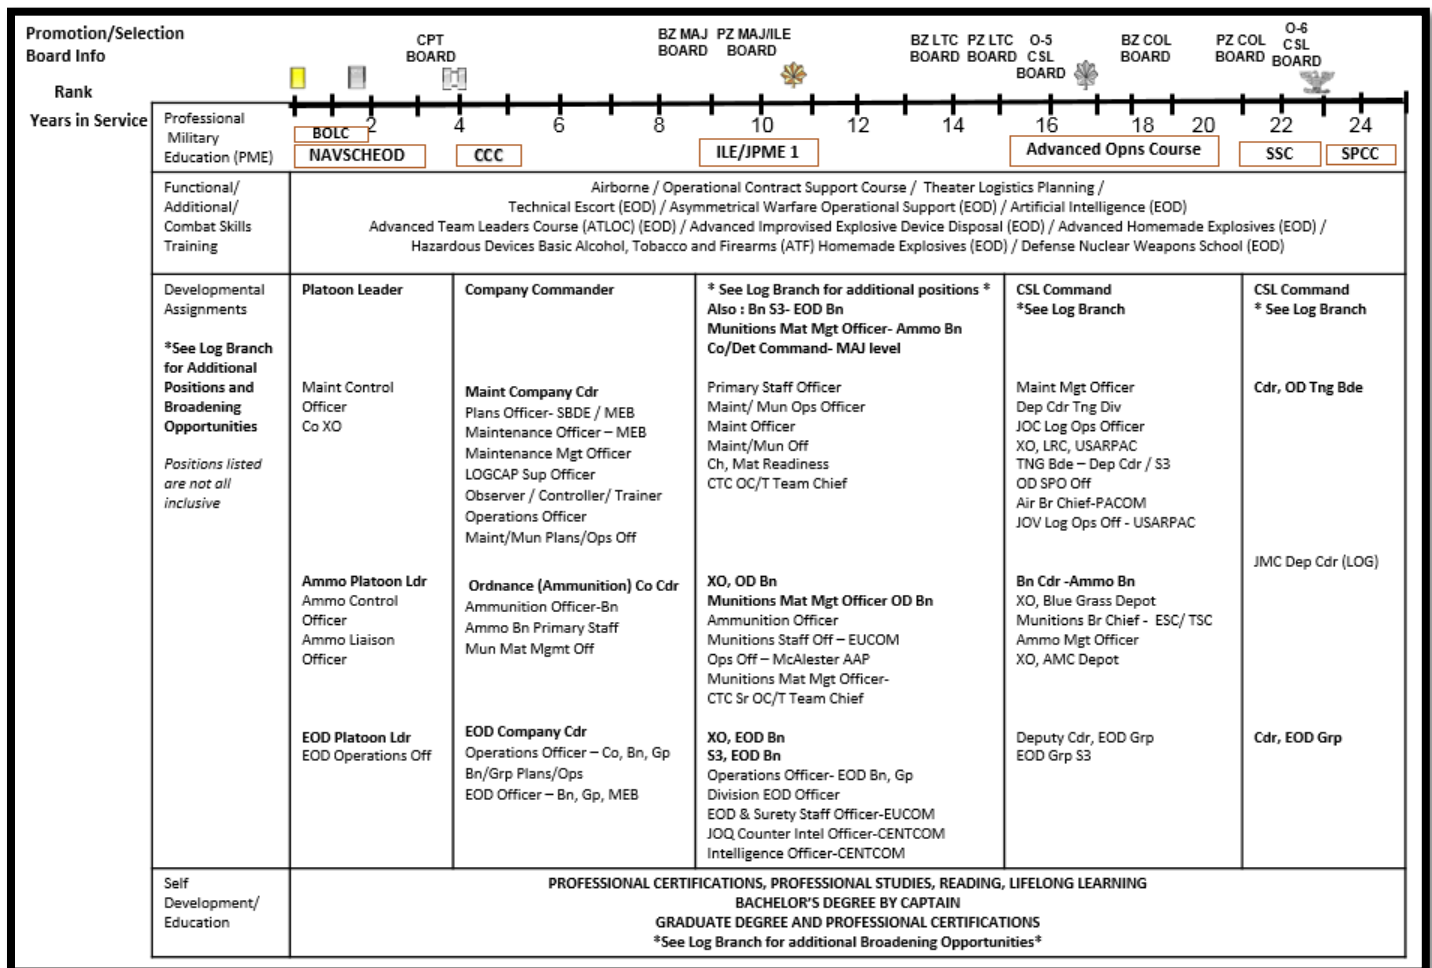 Promotion/Selection
Board Info
CPT
BOARD
BZ MAJ
BOARD
PZ MAJ/ILE
BOARD
BZ LTC
BOARD
PZ LTC
BOARD
O-5
CSL
BOARD
BZ COL
BOARD
PZ COL
BOARD
O-6
CSL
BOARD
Rank
Years in Service
2 4 6 8 10 12 14 16 18 20 22 24
Professional
Military
Education (PME)
BOLC
NAVSCHEOD
CCC
ILE/JPME 1
Advanced Opns Course
SSC
SPCC
Functional/
Additional/
Combat Skills
Training
Airborne / Operational Contract Support Course / Theater Logistics Planning /
Technical Escort (EOD) / Asymmetrical Warfare Operational Support (EOD) / Artificial Intelligence (EOD)
Advanced Team Leaders Course (ATLOC) (EOD) / Advanced Improvised Explosive Device Disposal (EOD) / Advanced Homemade Explosives (EOD) /
Hazardous Devices Basic Alcohol, Tobacco and Firearms (ATF) Homemade Explosives (EOD) / Defense Nuclear Weapons School (EOD)
Developmental
Assignments
*See Log Branch
for Additional
Positions and
Broadening
Opportunities
Positions listed
are not all
inclusive
Platoon Leader
Maint Control
Officer
Co XO
Ammo Platoon Ldr
Ammo Control
Officer
Ammo Liaison
Officer
EOD Platoon Ldr
EOD Operations Off
Company Commander
Maint Company Cdr
Plans Officer- SBDE / MEB
Maintenance Officer – MEB
Maintenance Mgt Officer
LOGCAP Sup Officer
Observer / Controller/ Trainer
Operations Officer
Maint/Mun Plans/Ops Off
Ordnance (Ammunition) Co Cdr
Ammunition Officer-Bn
Ammo Bn Primary Staff
Mun Mat Mgmt Off
EOD Company Cdr
Operations Officer – Co, Bn, Gp
Bn/Grp Plans/Ops
EOD Officer – Bn, Gp, MEB
* See Log Branch for additional positions *
Also : Bn S3- EOD Bn
Munitions Mat Mgt Officer- Ammo Bn
Co/Det Command- MAJ level
Primary Staff Officer
Maint/ Mun Ops Officer
Maint Officer
Maint/Mun Off
Ch, Mat Readiness
CTC OC/T Team Chief
XO, OD Bn
Munitions Mat Mgt Officer OD Bn
Ammunition Officer
Munitions Staff Off – EUCOM
Ops Off – McAlester AAP
Munitions Mat Mgt Officer-
CTC Sr OC/T Team Chief
XO, EOD Bn
S3, EOD Bn
Operations Officer- EOD Bn, Gp
Division EOD Officer
EOD & Surety Staff Officer-EUCOM
JOQ Counter Intel Officer-CENTCOM
Intelligence Officer-CENTCOM
CSL Command
*See Log Branch
Maint Mgt Officer
Dep Cdr Tng Div
JOC Log Ops Officer
XO, LRC, USARPAC
TNG Bde – Dep Cdr / S3
OD SPO Off
Air Br Chief-PACOM
JOV Log Ops Off - USARPAC
Bn Cdr -Ammo Bn
XO, Blue Grass Depot
Munitions Br Chief - ESC/ TSC
Ammo Mgt Officer
XO, AMC Depot
Deputy Cdr, EOD Grp
EOD Grp S3
CSL Command
* See Log Branch
Cdr, OD Tng Bde
JMC Dep Cdr (LOG)
Cdr, EOD Grp
Self
Development/
Education
PROFESSIONAL CERTIFICATIONS, PROFESSIONAL STUDIES, READING, LIFELONG LEARNING
BACHELOR'S DEGREE BY CAPTAIN
GRADUATE DEGREE AND PROFESSIONAL CERTIFICATIONS
*See Log Branch for additional Broadening Opportunities*